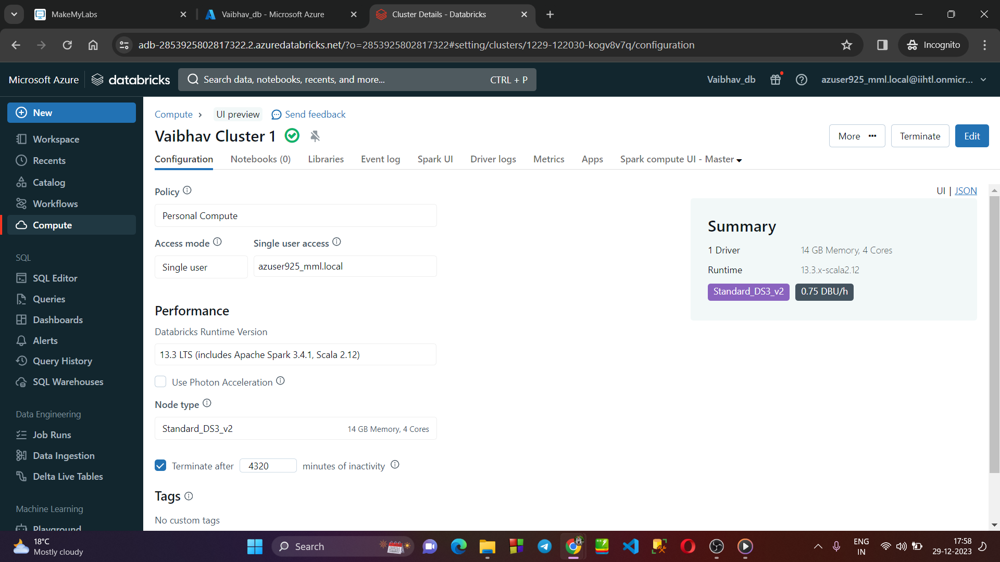 MakeMyLabs
Vaibhav_db - Microsoft Azure
Cluster Details - Databricks
adb-2853925802817322.2.azuredatabricks.net/?o=2853925802817322#setting/clusters/1229-122030-kogv8v7q/configuration
Incognito
Microsoft Azure
databricks
Search data, notebooks, recents, and more...
CTRL + P
Vaibhav_db
azuser925_mml.local@iihtl.onmicr...
New
Workspace
Recents
Catalog
Workflows
Compute
SQL
SQL Editor
Queries
Dashboards
Alerts
Query History
SQL Warehouses
Data Engineering
Job Runs
Data Ingestion
Delta Live Tables
Machine Learning
Playground
Compute
UI preview
Send feedback
Vaibhav Cluster 1
More
Terminate
Edit
Configuration
Notebooks (0)
Libraries
Event log
Spark UI
Driver logs
Metrics
Apps
Spark compute UI - Master
Policy
Personal Compute
Access mode
Single user access
Single user
azuser925_mml.local
Performance
Databricks Runtime Version
13.3 LTS (includes Apache Spark 3.4.1, Scala 2.12)
Use Photon Acceleration
Node type
Standard_DS3_v2
14 GB Memory, 4 Cores
Terminate after 4320 minutes of inactivity
Tags
No custom tags
UI | JSON
Summary
1 Driver
14 GB Memory, 4 Cores
Runtime
13.3.x-scala2.12
Standard_DS3_v2
0.75 DBU/h
18°C
Mostly cloudy
Search
ENG
IN
17:58
29-12-2023